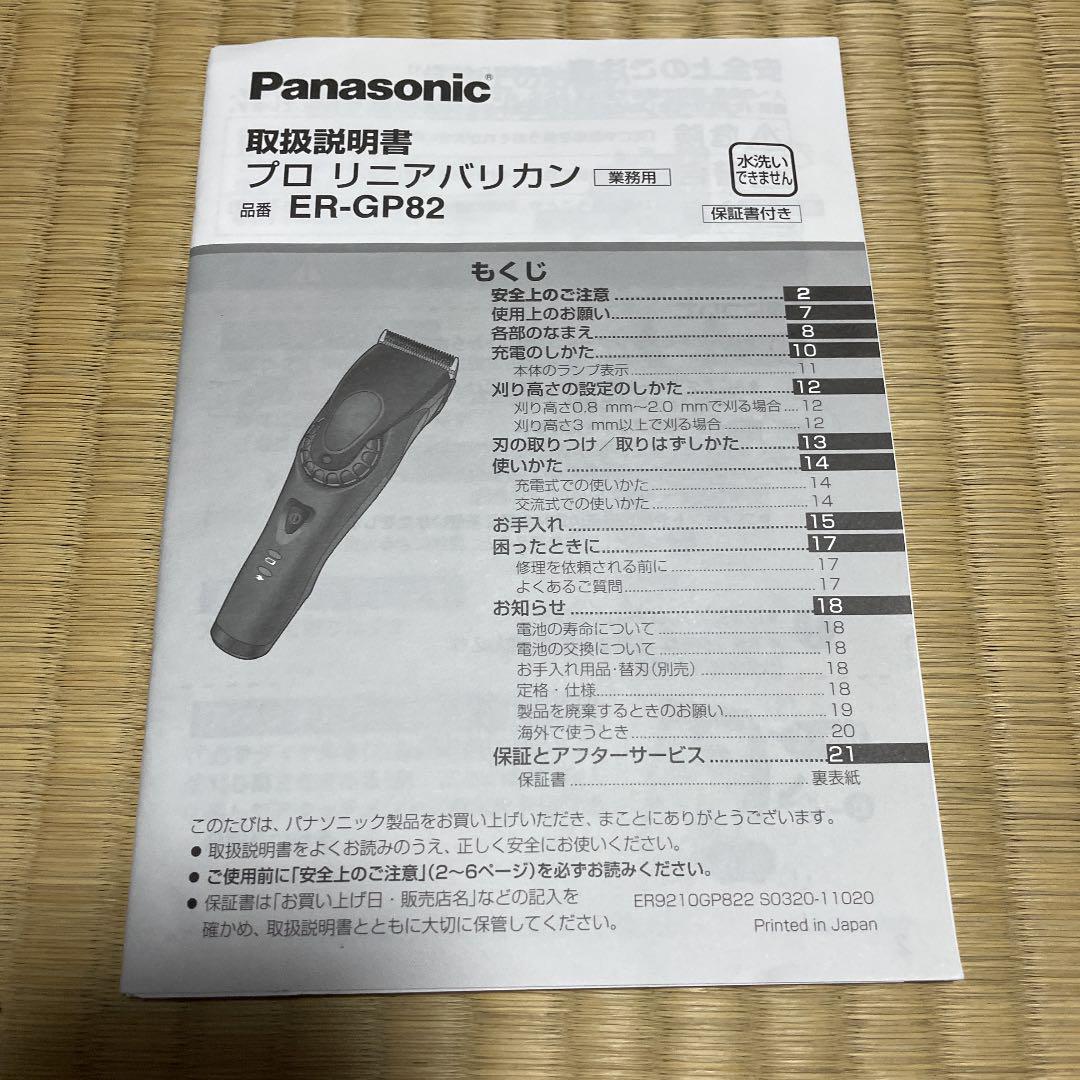 Panasonic®
取扱説明書
プロ リニアバリカン 業務用
品番 ER-GP82
水洗い
できません
保証書付き
もくじ
安全上のご注意 2
使用上のお願い 7
各部のなまえ 8
充電のしかた 10
本体のランプ表示 11
刈り高さの設定のしかた 12
刈り高さ0.8 mm～2.0 mmで刈る場合 12
刈り高さ3 mm以上で刈る場合 12
刃の取りつけ／取りはずしかた 13
使いかた 14
充電式での使いかた 14
交流式での使いかた 14
お手入れ 15
困ったときに 17
修理を依頼される前に 17
よくあるご質問 17
お知らせ 18
電池の寿命について 18
電池の交換について 18
お手入れ用品･替刃(別売) 18
定格・仕様 18
製品を廃棄するときのお願い 19
海外で使うとき 20
保証とアフターサービス 21
保証書 裏表紙
このたびは、パナソニック製品をお買い上げいただき、まことにありがとうございます。
● 取扱説明書をよくお読みのうえ、正しく安全にお使いください。
● ご使用前に「安全上のご注意」(2～6ページ)を必ずお読みください。
● 保証書は「お買い上げ日・販売店名」などの記入を
確かめ、取扱説明書とともに大切に保管してください。
ER9210GP822 S0320-11020
Printed in Japan